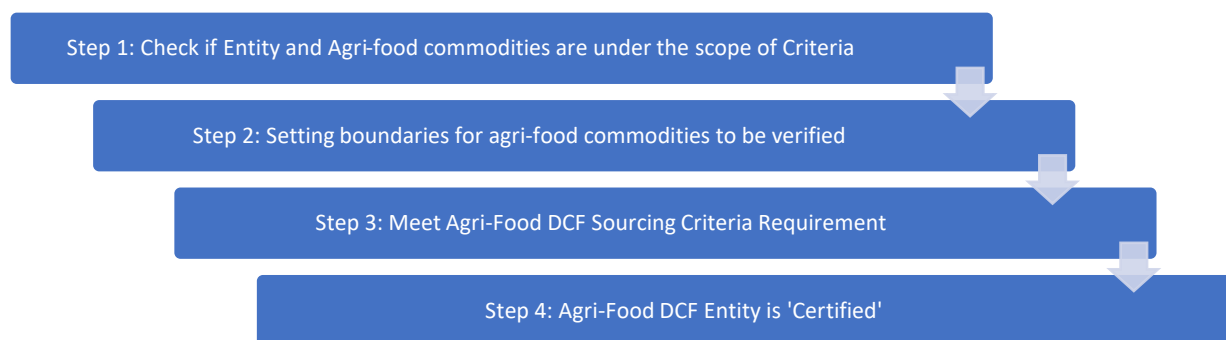 Step 1: Check if Entity and Agri-food commodities are under the scope of Criteria
Step 2: Setting boundaries for agri-food commodities to be verified
Step 3: Meet Agri-Food DCF Sourcing Criteria Requirement
Step 4: Agri-Food DCF Entity is 'Certified'